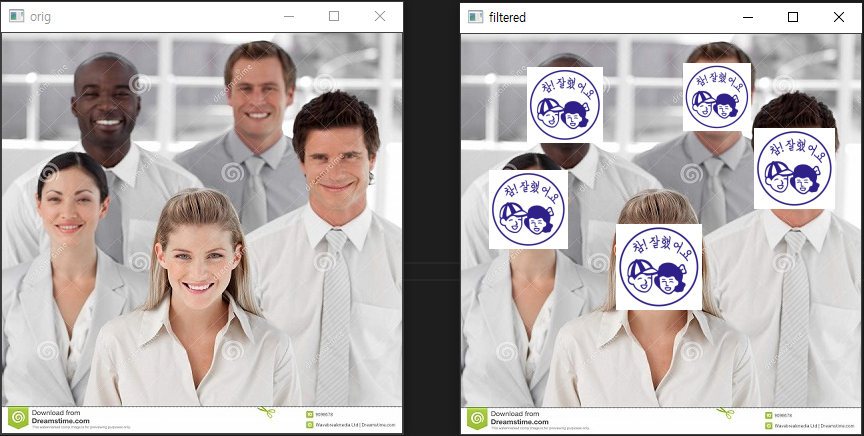 orig
filtered
참! 잘했어요
참! 잘했어요
참! 잘했어요
참! 잘했어요
참! 잘했어요
Download from
Dreamstime.com
This watermarked comp image is for previewing purposes only.
Wavebreakmedia Ltd | Dreamstime.com
Download from
Dreamstime.com
This watermarked comp image is for previewing purposes only.
Wavebreakmedia Ltd | Dreamstime.com